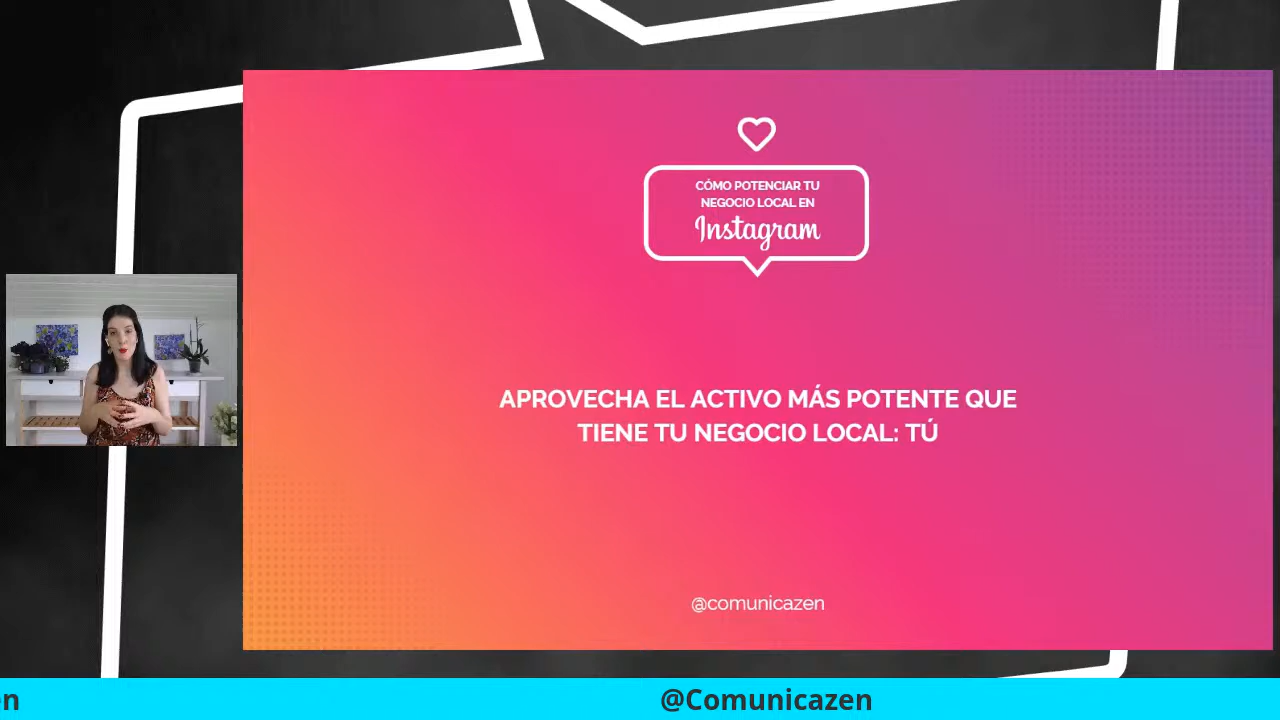 CÓMO POTENCIAR TU
NEGOCIO LOCAL EN
Instagram
APROVECHA EL ACTIVO MÁS POTENTE QUE
TIENE TU NEGOCIO LOCAL: TÚ
@comunicazen
en
@Comunicazen